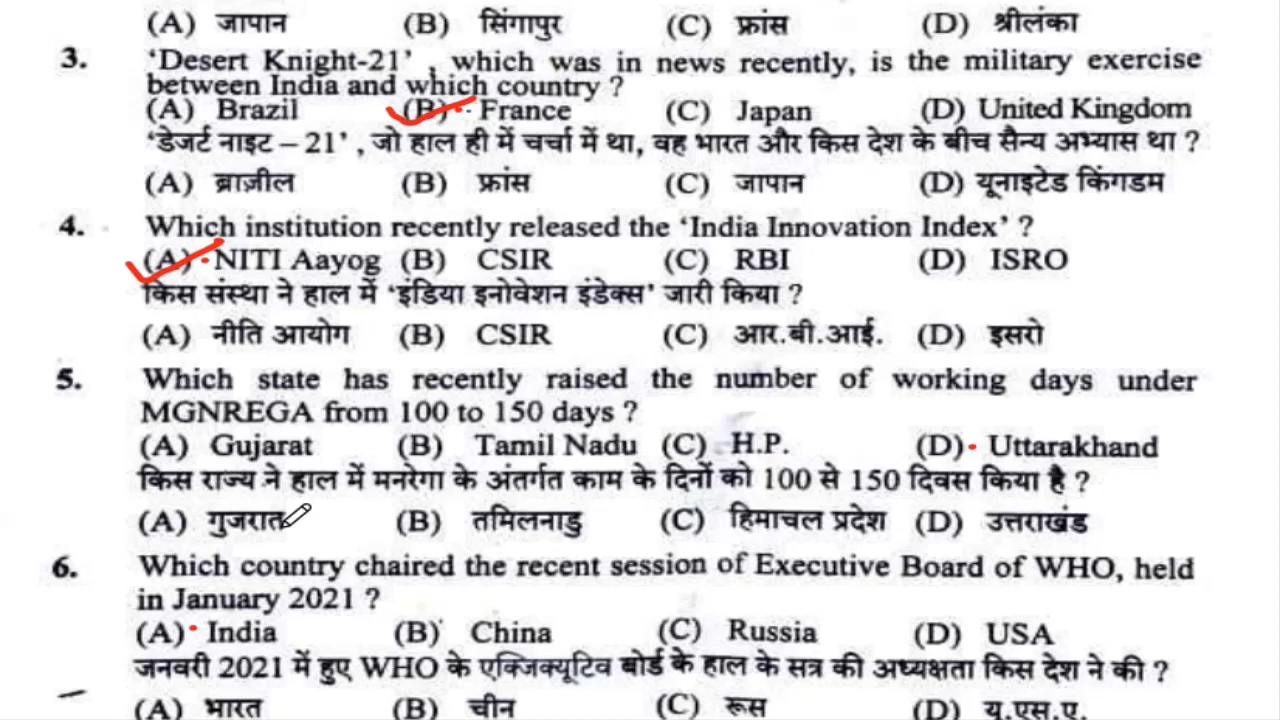 (A) जापान (B) सिंगापुर (C) फ्रांस (D) श्रीलंका
3. ‘Desert Knight-21’ , which was in news recently, is the military exercise
between India and which country ?
(A) Brazil (B) France (C) Japan (D) United Kingdom
‘डेजर्ट नाइट – 21’ , जो हाल ही में चर्चा में था, वह भारत और किस देश के बीच सैन्य अभ्यास था ?
(A) ब्राज़ील (B) फ्रांस (C) जापान (D) यूनाइटेड किंगडम
4. Which institution recently released the ‘India Innovation Index’ ?
(A) NITI Aayog (B) CSIR (C) RBI (D) ISRO
किस संस्था ने हाल में ‘इंडिया इनोवेशन इंडेक्स’ जारी किया ?
(A) नीति आयोग (B) CSIR (C) आर.बी.आई. (D) इसरो
5. Which state has recently raised the number of working days under
MGNREGA from 100 to 150 days ?
(A) Gujarat (B) Tamil Nadu (C) H.P. (D) Uttarakhand
किस राज्य ने हाल में मनरेगा के अंतर्गत काम के दिनों को 100 से 150 दिवस किया है ?
(A) गुजरात (B) तमिलनाडु (C) हिमाचल प्रदेश (D) उत्तराखंड
6. Which country chaired the recent session of Executive Board of WHO, held
in January 2021 ?
(A) India (B) China (C) Russia (D) USA
जनवरी 2021 में हुए WHO के एक्जिक्यूटिव बोर्ड के हाल के सत्र की अध्यक्षता किस देश ने की ?
(A) भारत (B) चीन (C) रूस (D) यू.एस.ए.